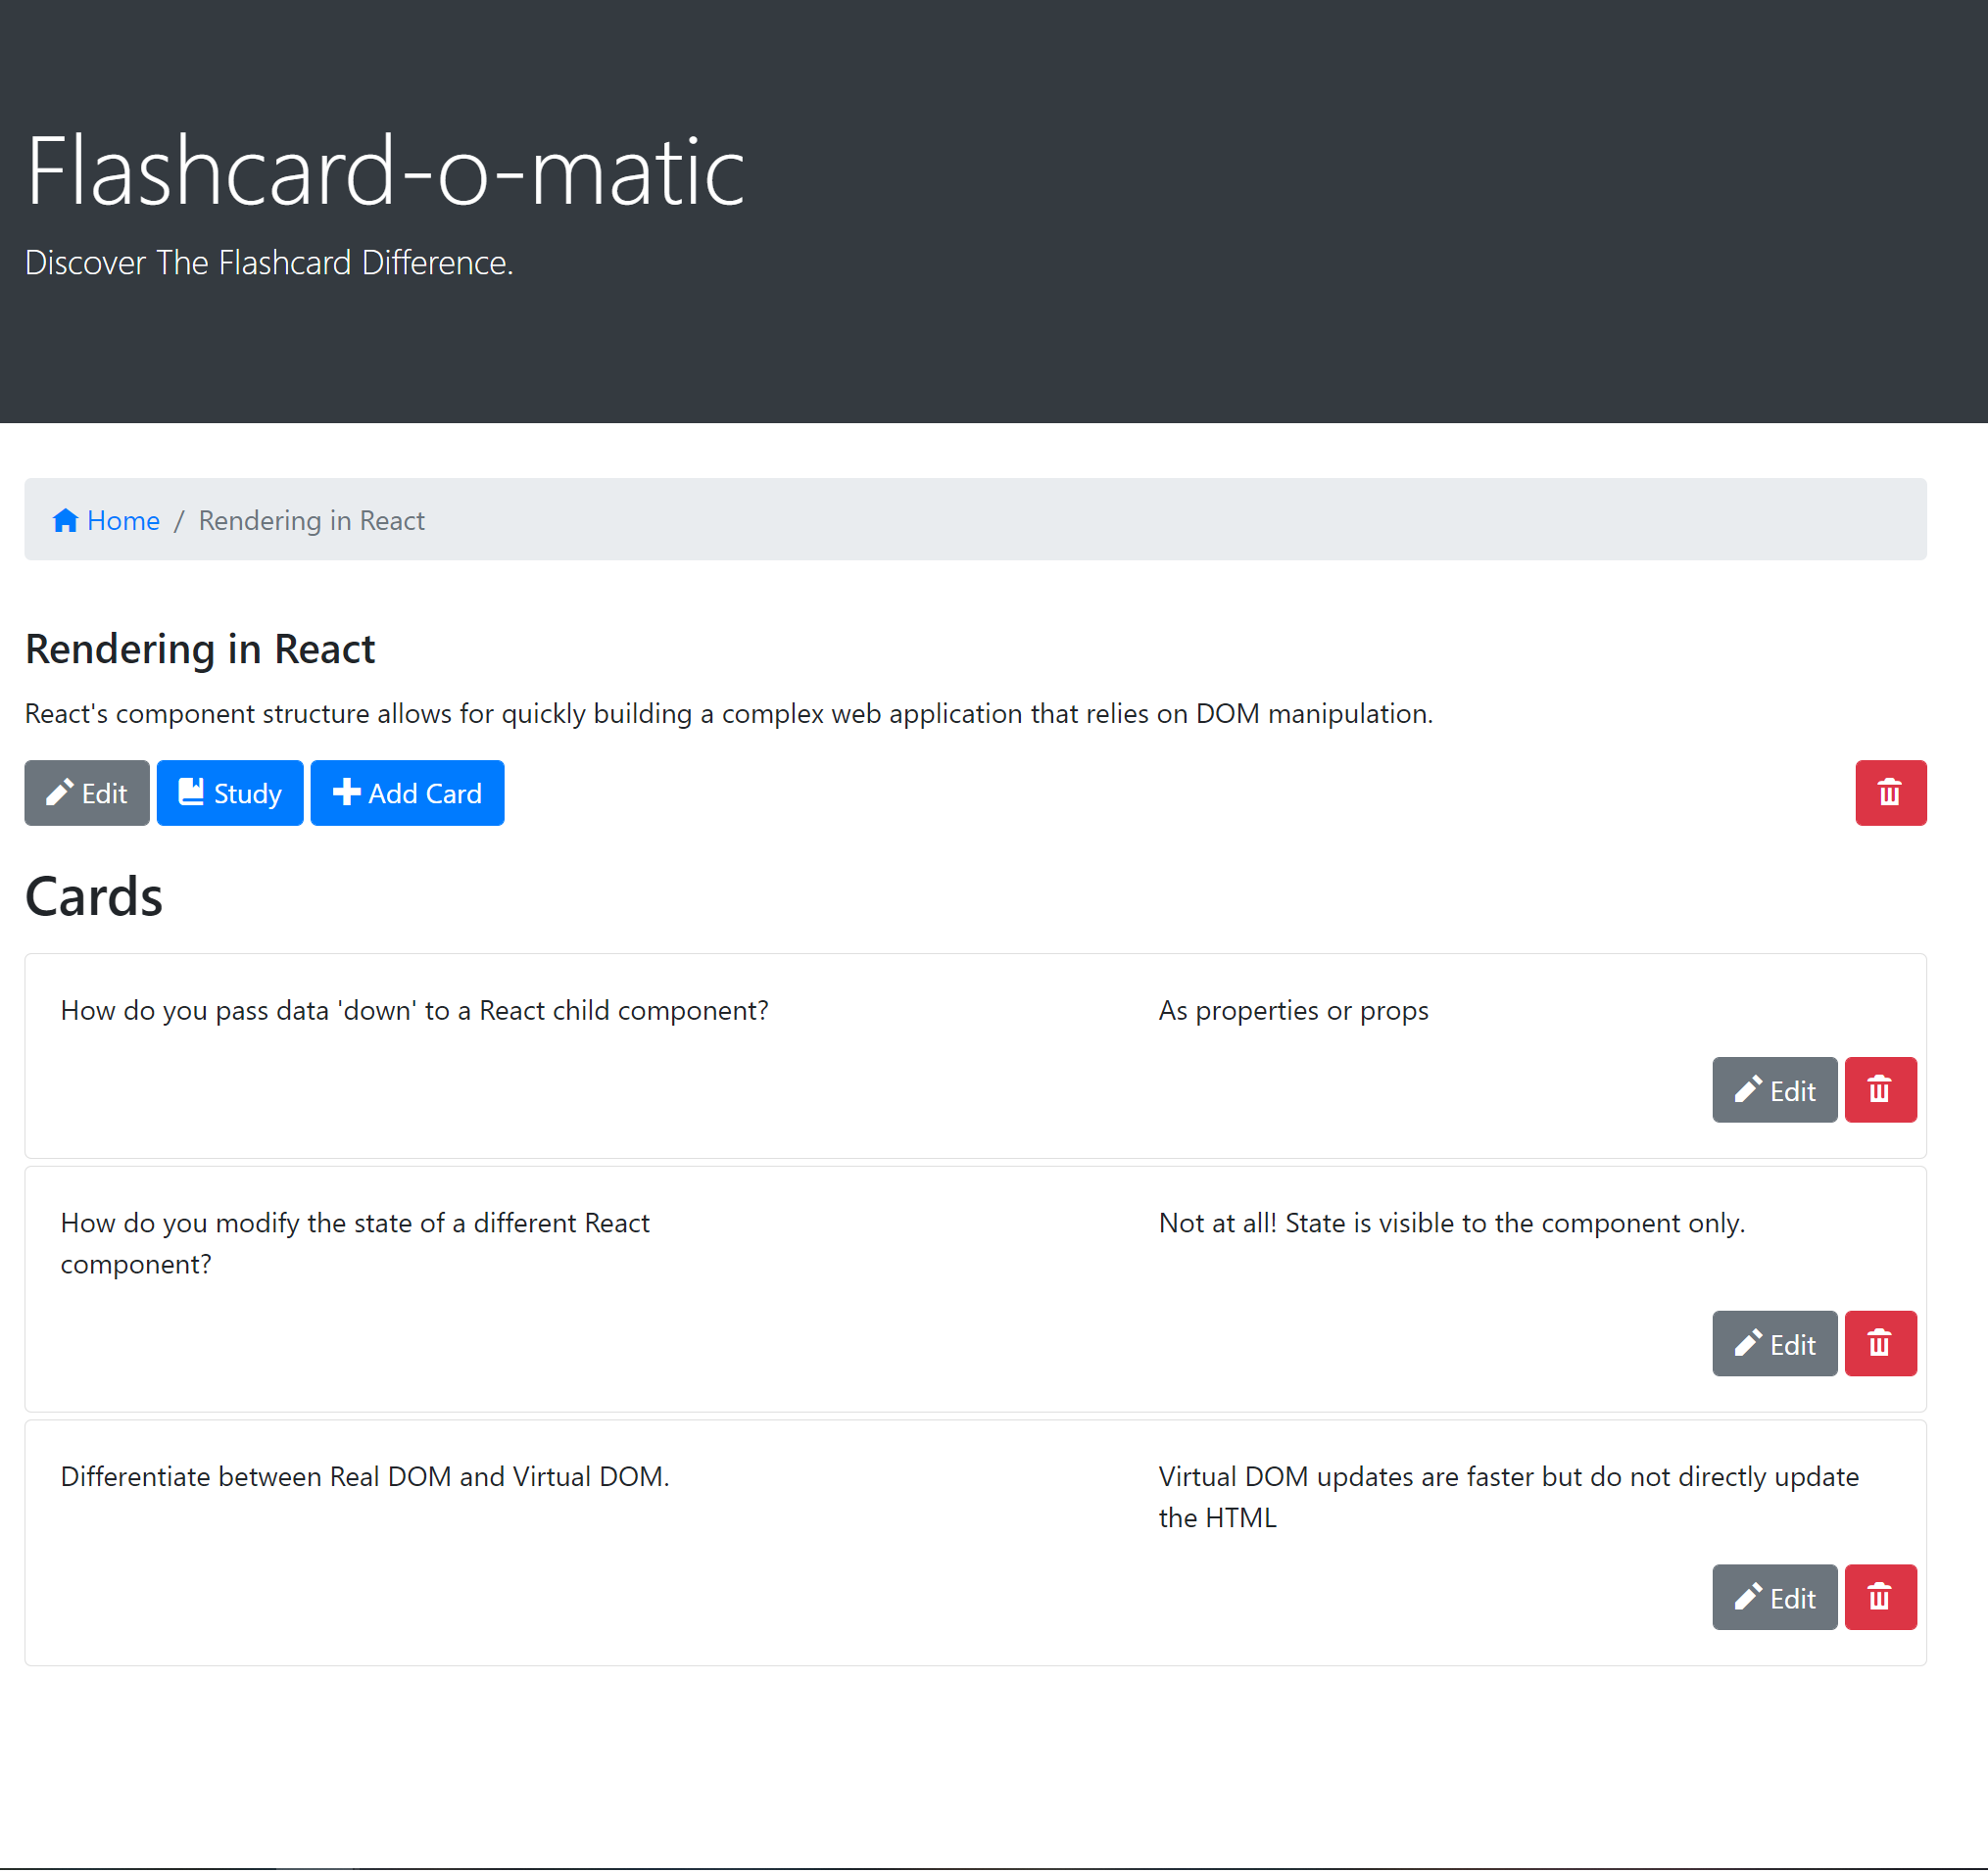 Flashcard-o-matic
Discover The Flashcard Difference.
Home / Rendering in React
Rendering in React
React's component structure allows for quickly building a complex web application that relies on DOM manipulation.
Edit Study Add Card
Cards
How do you pass data 'down' to a React child component?
As properties or props
Edit
How do you modify the state of a different React
component?
Not at all! State is visible to the component only.
Edit
Differentiate between Real DOM and Virtual DOM.
Virtual DOM updates are faster but do not directly update
the HTML
Edit